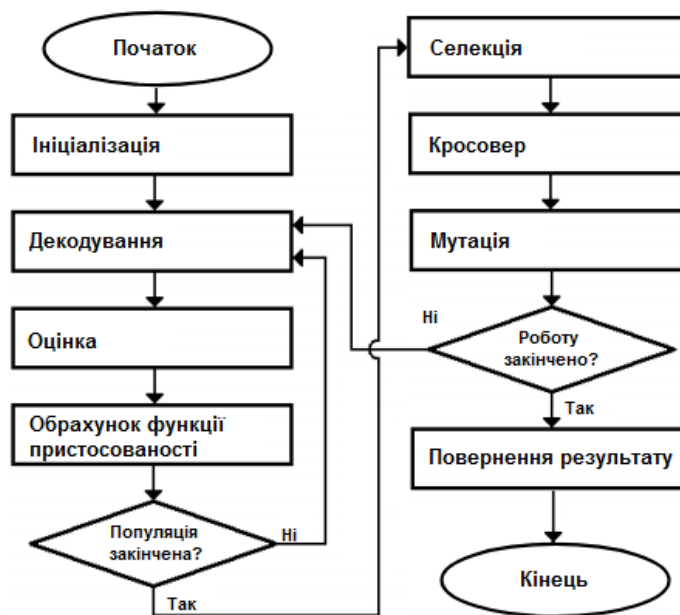 Початок
Ініціалізація
Декодування
Оцінка
Обрахунок функції
пристосованості
Популяція
закінчена?
Ні
Так
Селекція
Кросовер
Мутація
Ні
Роботу
закінчено?
Так
Повернення результату
Кінець